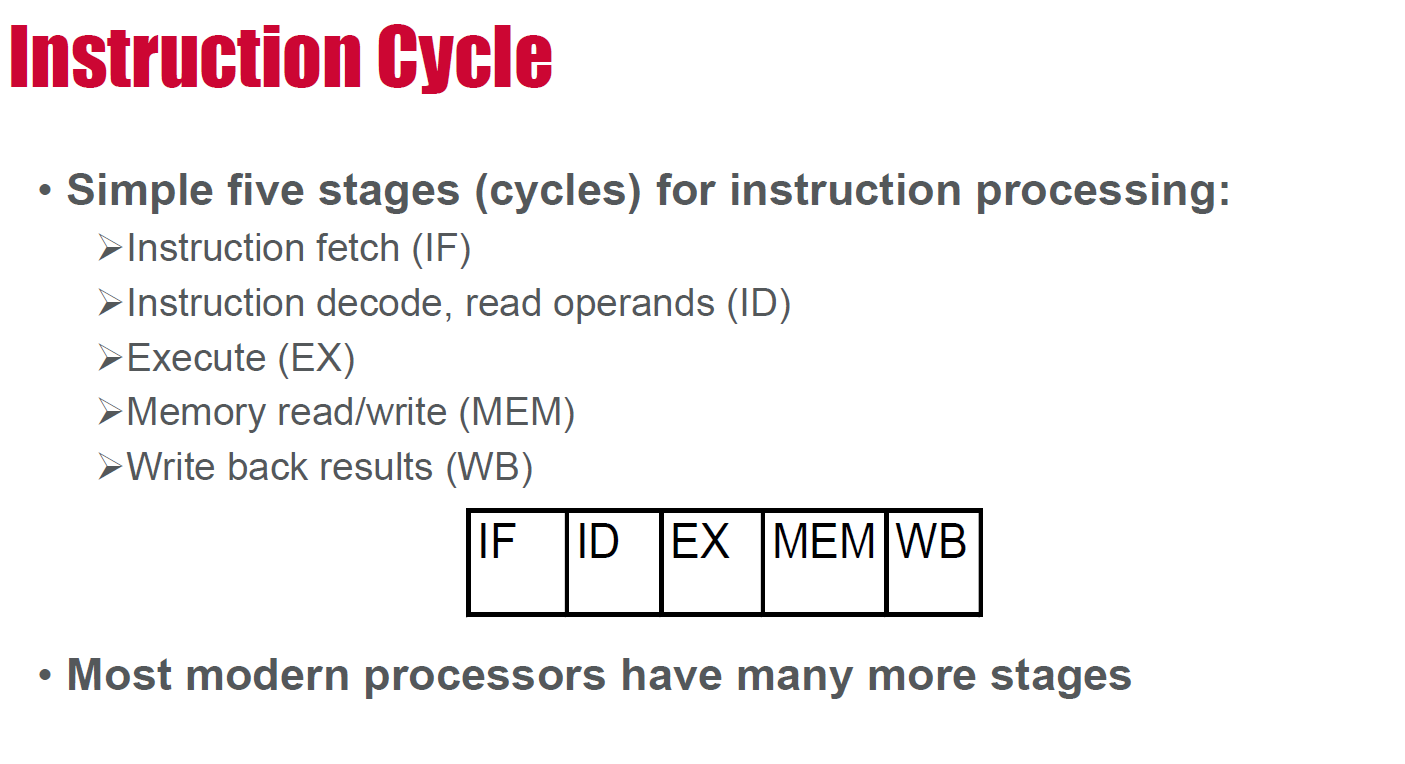 Instruction Cycle
• Simple five stages (cycles) for instruction processing:
➢Instruction fetch (IF)
➢Instruction decode, read operands (ID)
➢Execute (EX)
➢Memory read/write (MEM)
➢Write back results (WB)
IF ID EX MEM WB
• Most modern processors have many more stages